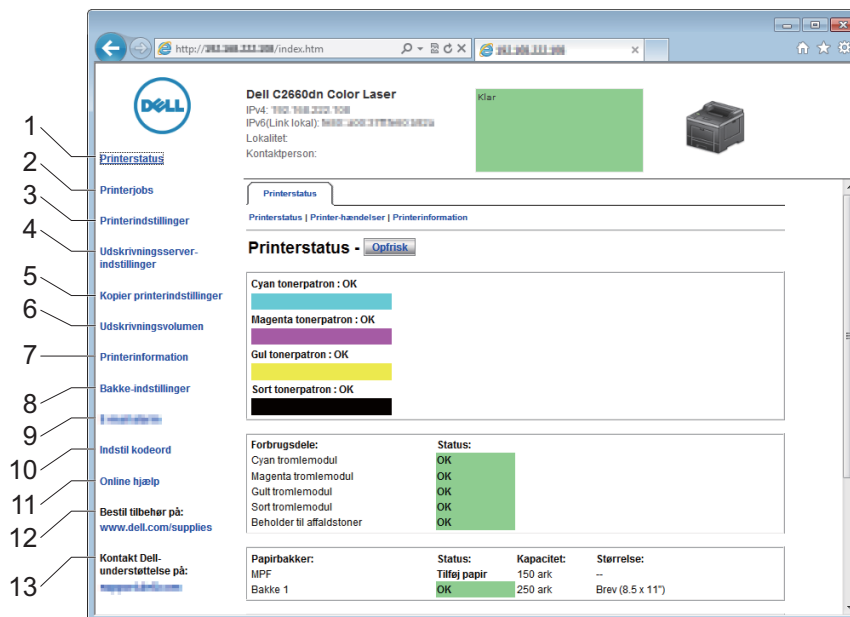 http:// /index.htm
DELL
Dell C2660dn Color Laser
IPv4:
IPv6(Link lokal):
Lokalitet:
Kontaktperson:
Klar
1
2
3
4
5
6
7
8
9
10
11
12
13
Printerstatus
Printerjobs
Printerindstillinger
Udskrivningsserver-
indstillinger
Kopier printerindstillinger
Udskrivningsvolumen
Printerinformation
Bakke-indstillinger
Indstil kodeord
Online hjælp
Bestil tilbehør på:
www.dell.com/supplies
Kontakt Dell-
understøttelse på:
Printerstatus
Printerstatus | Printer-hændelser | Printerinformation
Printerstatus - Opfrisk
Cyan tonerpatron : OK
Magenta tonerpatron : OK
Gul tonerpatron : OK
Sort tonerpatron : OK
Forbrugsdele: Status:
Cyan tromlemodul OK
Magenta tromlemodul OK
Gult tromlemodul OK
Sort tromlemodul OK
Beholder til affaldstoner OK
Papirbakker: Status: Kapacitet: Størrelse:
MPF Tilføj papir 150 ark --
Bakke 1 OK 250 ark Brev (8.5 x 11")